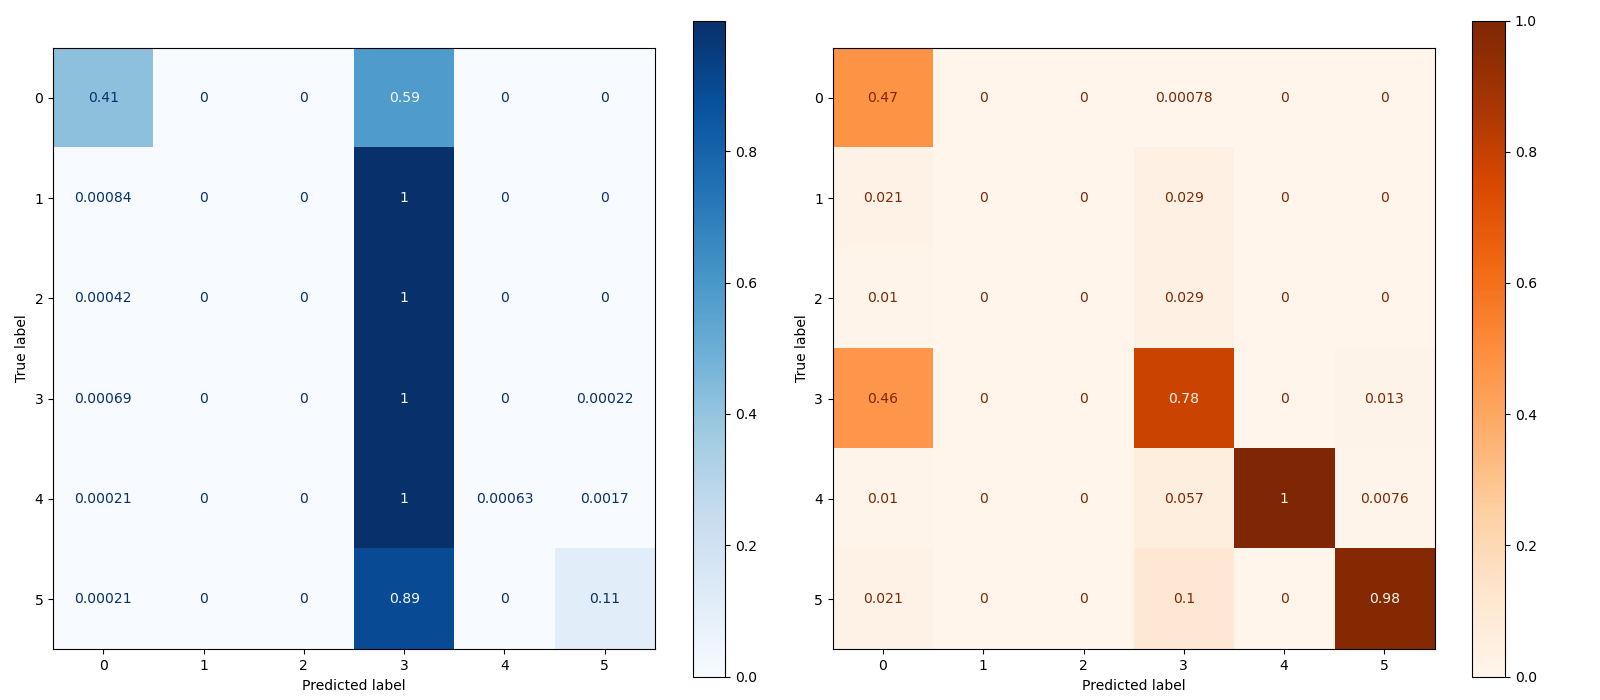 0 0.41 0 0 0.59 0 0
1 0.00084 0 0 1 0 0
2 0.00042 0 0 1 0 0
3 0.00069 0 0 1 0 0.00022
4 0.00021 0 0 1 0.00063 0.0017
5 0.00021 0 0 0.89 0 0.11
0 1 2 3 4 5
True label
Predicted label
0.8
0.6
0.4
0.2
0.0
0 0.47 0 0 0.00078 0 0
1 0.021 0 0 0.029 0 0
2 0.01 0 0 0.029 0 0
3 0.46 0 0 0.78 0 0.013
4 0.01 0 0 0.057 1 0.0076
5 0.021 0 0 0.1 0 0.98
0 1 2 3 4 5
True label
Predicted label
1.0
0.8
0.6
0.4
0.2
0.0